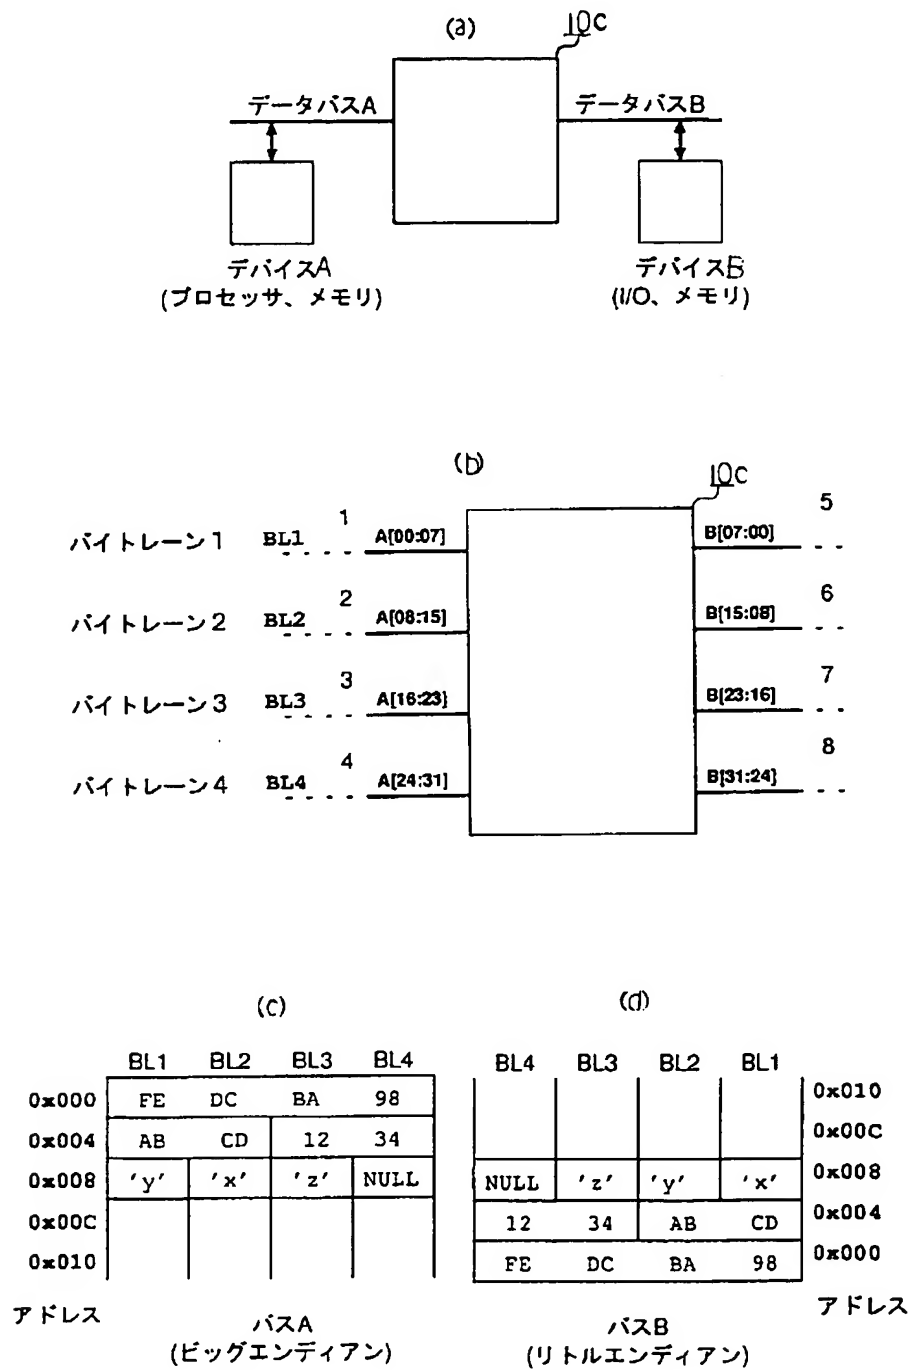 (a)
10c
データバスA
データバスB
デバイスA
(プロセッサ、メモリ)
デバイスB
(I/O、メモリ)
(b)
10c
バイトレーン1 BL1 1 A[00:07] B[07:00] 5
バイトレーン2 BL2 2 A[08:15] B[15:08] 6
バイトレーン3 BL3 3 A[16:23] B[23:16] 7
バイトレーン4 BL4 4 A[24:31] B[31:24] 8
(c)
BL1 BL2 BL3 BL4
0x000 FE DC BA 98
0x004 AB CD 12 34
0x008 'y' 'x' 'z' NULL
0x00C
0x010
アドレス
バスA
(ビッグエンディアン)
(d)
BL4 BL3 BL2 BL1
0x010
0x00C
NULL 'z' 'y' 'x' 0x008
12 34 AB CD 0x004
FE DC BA 98 0x000
アドレス
バスB
(リトルエンディアン)